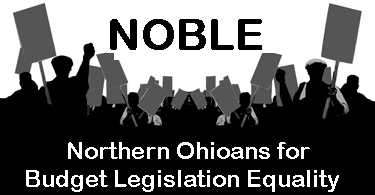 NOBLE
Northern Ohioans for
Budget Legislation Equality